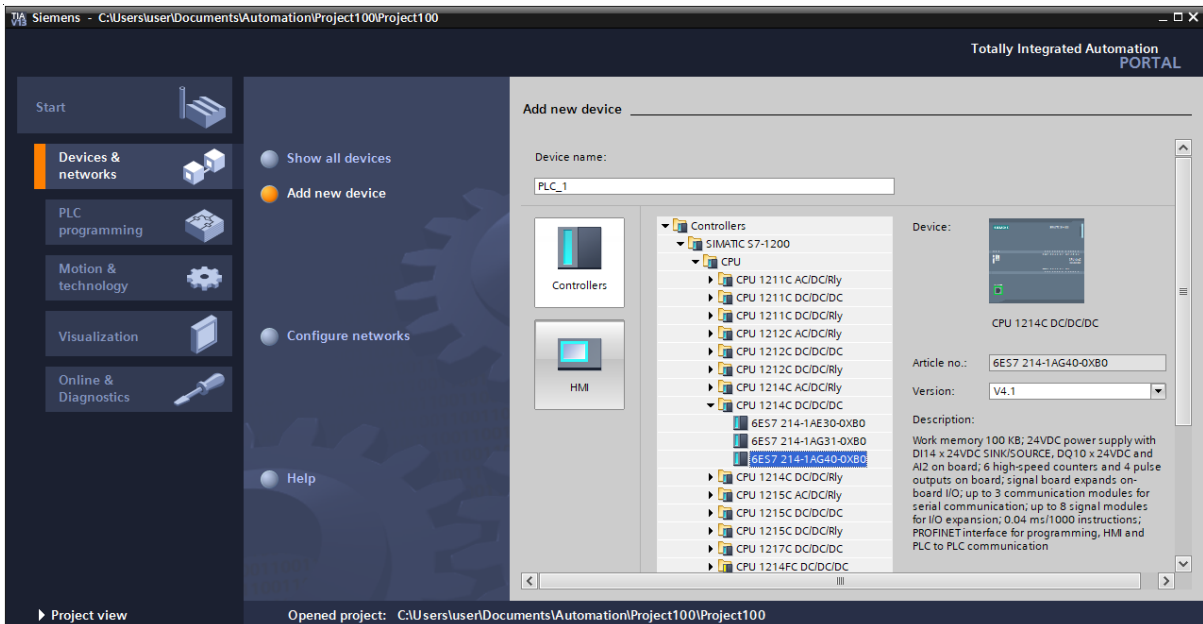 TIA V13 Siemens - C:\Users\user\Documents\Automation\Project100\Project100
Totally Integrated Automation
PORTAL
Start
Devices &
networks
PLC
programming
Motion &
technology
Visualization
Online &
Diagnostics
Show all devices
Add new device
Configure networks
Help
Add new device
Device name:
PLC_1
Controllers
HMI
Controllers
SIMATIC S7-1200
CPU
CPU 1211C AC/DC/Rly
CPU 1211C DC/DC/DC
CPU 1211C DC/DC/Rly
CPU 1212C AC/DC/Rly
CPU 1212C DC/DC/DC
CPU 1212C DC/DC/Rly
CPU 1214C AC/DC/Rly
CPU 1214C DC/DC/DC
6ES7 214-1AE30-0XB0
6ES7 214-1AG31-0XB0
6ES7 214-1AG40-0XB0
CPU 1214C DC/DC/Rly
CPU 1215C AC/DC/Rly
CPU 1215C DC/DC/DC
CPU 1215C DC/DC/Rly
CPU 1217C DC/DC/DC
CPU 1214FC DC/DC/DC
Device:
CPU 1214C DC/DC/DC
Article no.: 6ES7 214-1AG40-0XB0
Version: V4.1
Description:
Work memory 100 KB; 24VDC power supply with
DI14 x 24VDC SINK/SOURCE, DQ10 x 24VDC and
AI2 on board; 6 high-speed counters and 4 pulse
outputs on board; signal board expands on-
board I/O; up to 3 communication modules for
serial communication; up to 8 signal modules
for I/O expansion; 0.04 ms/1000 instructions;
PROFINET interface for programming, HMI and
PLC to PLC communication
Project view
Opened project: C:\Users\user\Documents\Automation\Project100\Project100